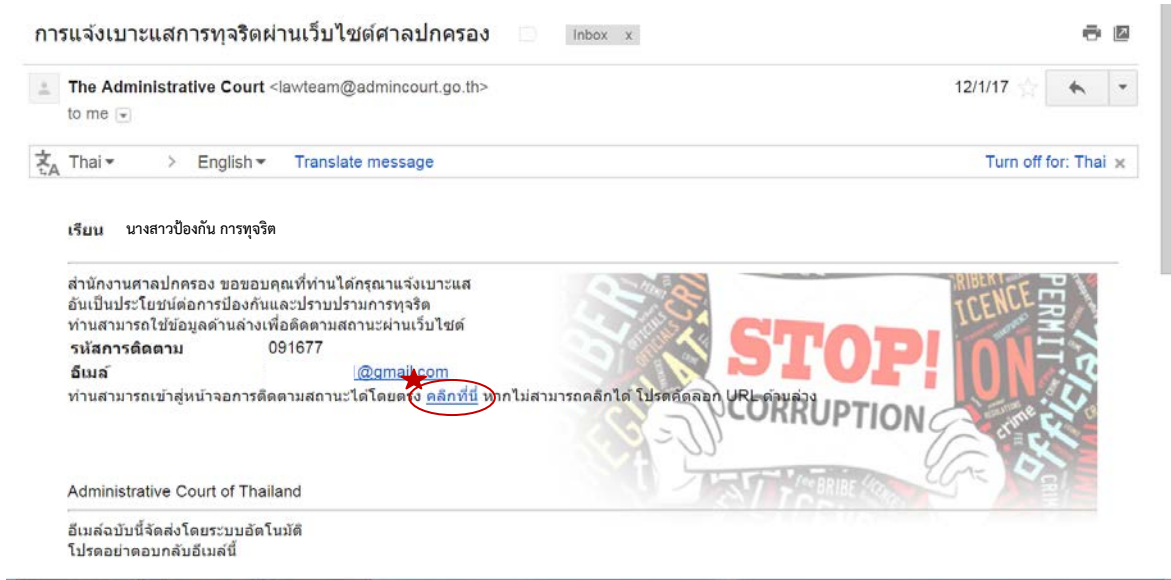 การแจ้งเบาะแสการทุจริตผ่านเว็บไซต์ศาลปกครอง Inbox x
The Administrative Court <lawteam@admincourt.go.th> 12/1/17
to me
Thai > English Translate message Turn off for: Thai x
เรียน นางสาวป้องกัน การทุจริต
สำนักงานศาลปกครอง ขอขอบคุณที่ท่านได้กรุณาแจ้งเบาะแส
อันเป็นประโยชน์ต่อการป้องกันและปราบปรามการทุจริต
ท่านสามารถใช้ข้อมูลด้านล่างเพื่อติดตามสถานะผ่านเว็บไซต์
รหัสการติดตาม 091677
อีเมล์ @gmail.com
ท่านสามารถเข้าสู่หน้าจอการติดตามสถานะได้โดยตรง คลิกที่นี่ หากไม่สามารถคลิกได้ โปรดคัดลอก URL ด้านล่าง
STOP!
CORRUPTION
Administrative Court of Thailand
อีเมล์ฉบับนี้จัดส่งโดยระบบอัตโนมัติ
โปรดอย่าตอบกลับอีเมล์นี้